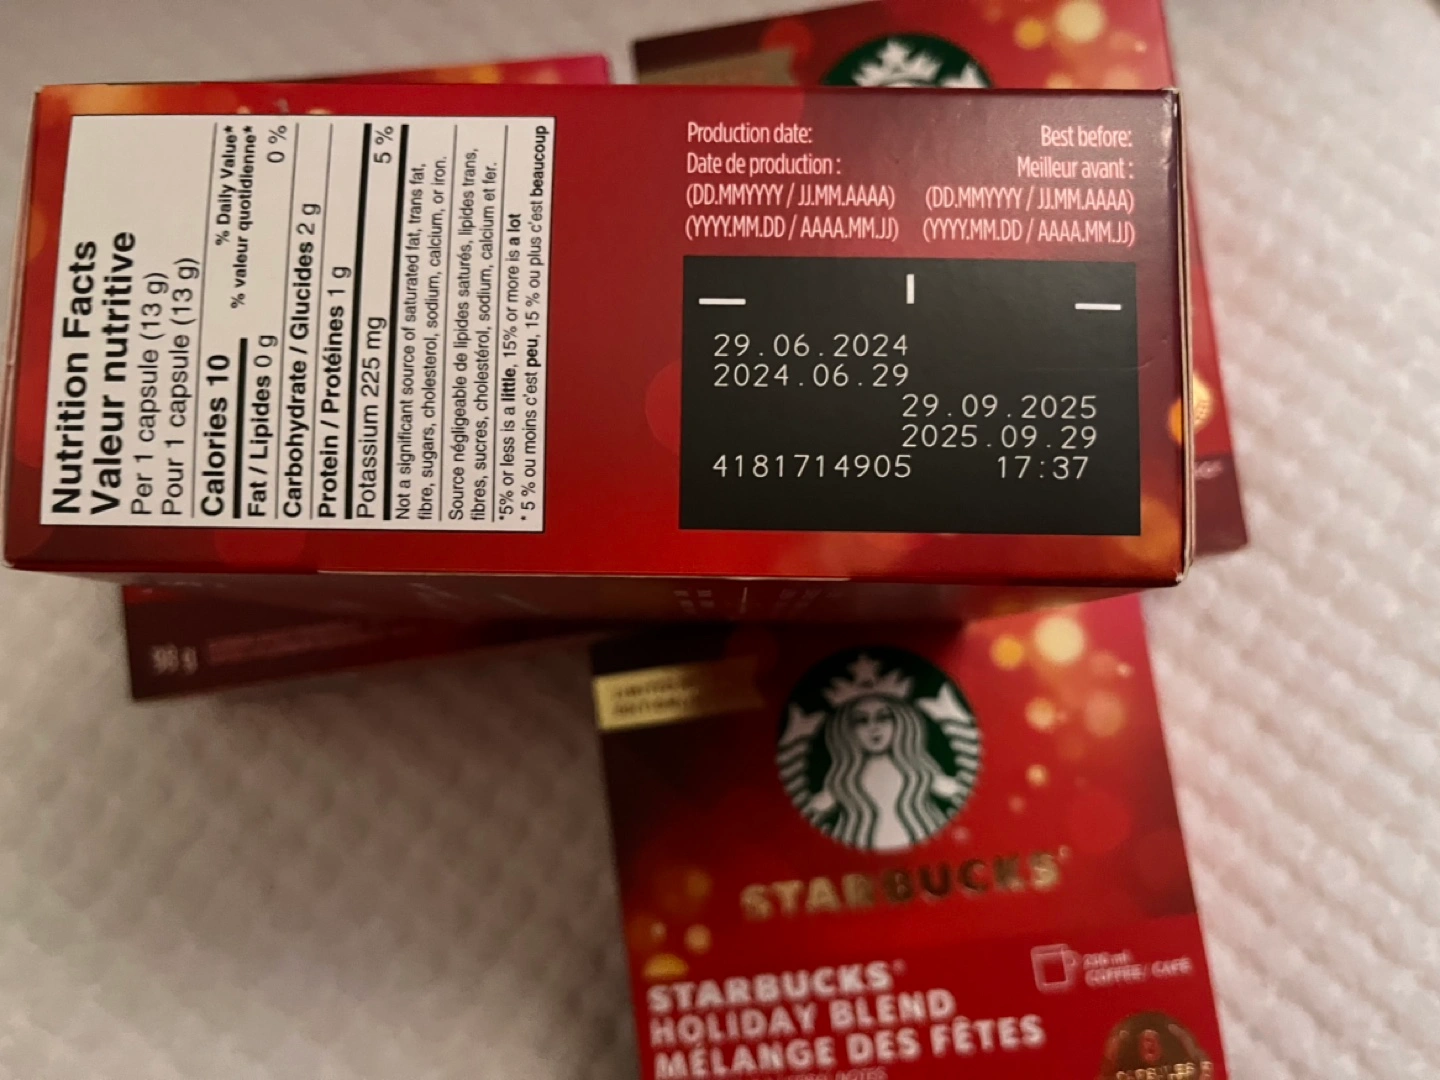 Nutrition Facts
Valeur nutritive
Per 1 capsule (13 g)
Pour 1 capsule (13 g)
Calories 10
% Daily Value*
% valeur quotidienne*
Fat / Lipides 0 g 0 %
Carbohydrate / Glucides 2 g
Protein / Protéines 1 g
Potassium 225 mg 5 %
Not a significant source of saturated fat, trans fat,
fibre, sugars, cholesterol, sodium, calcium, or iron.
Source négligeable de lipides saturés, lipides trans,
fibres, sucres, cholestérol, sodium, calcium et fer.
*5% or less is a little, 15% or more is a lot
* 5 % ou moins c'est peu, 15 % ou plus c'est beaucoup
Production date:
Date de production :
(DD.MM.YYYY / JJ.MM.AAAA)
(YYYY.MM.DD / AAAA.MM.JJ)
Best before:
Meilleur avant :
(DD.MM.YYYY / JJ.MM.AAAA)
(YYYY.MM.DD / AAAA.MM.JJ)
29.06.2024
2024.06.29
29.09.2025
2025.09.29
4181714905 17:37
98 g
STARBUCKS
STARBUCKS
HOLIDAY BLEND
MÉLANGE DES FÊTES
COFFEE / CAFÉ
8